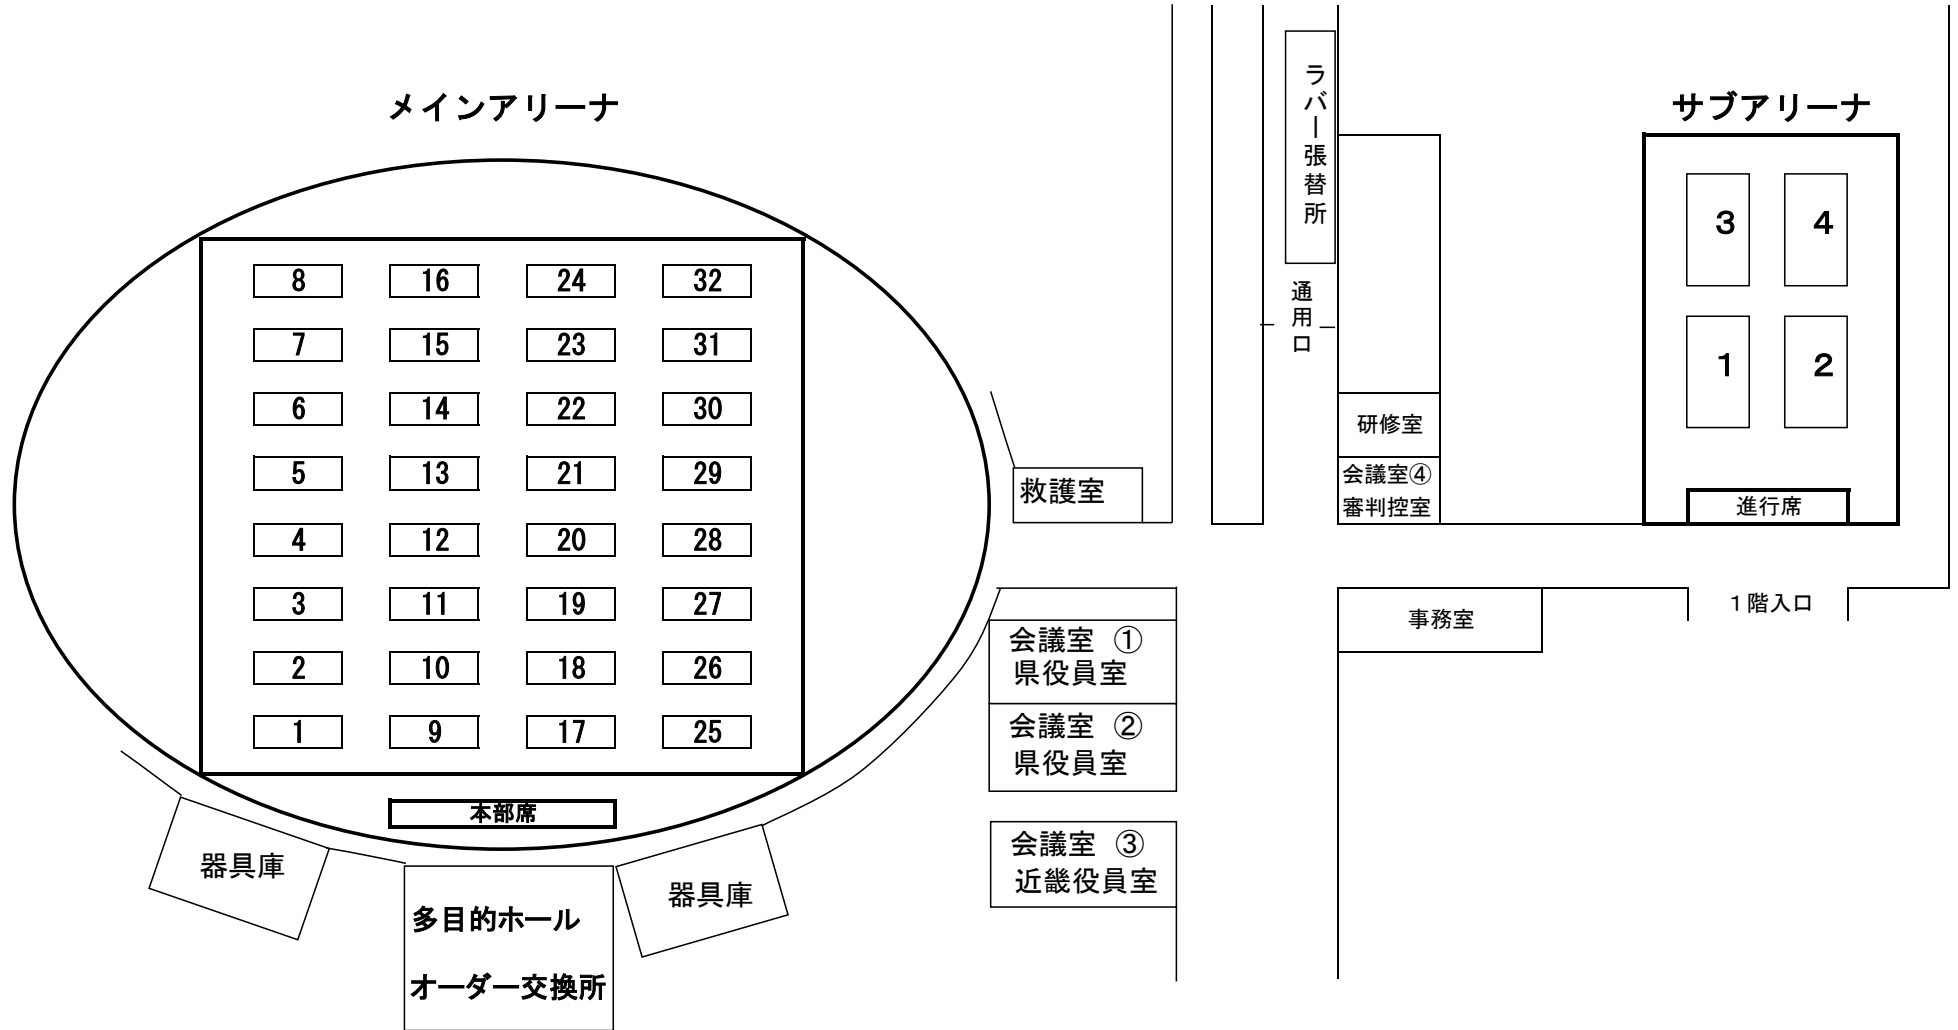 メインアリーナ
8 16 24 32
7 15 23 31
6 14 22 30
5 13 21 29
4 12 20 28
3 11 19 27
2 10 18 26
1 9 17 25
本部席
器具庫
器具庫
多目的ホール
オーダー交換所
救護室
会議室 ①
県役員室
会議室 ②
県役員室
会議室 ③
近畿役員室
ラバー張替所
通用口
研修室
会議室④
審判控室
事務室
サブアリーナ
3 4
1 2
進行席
1階入口